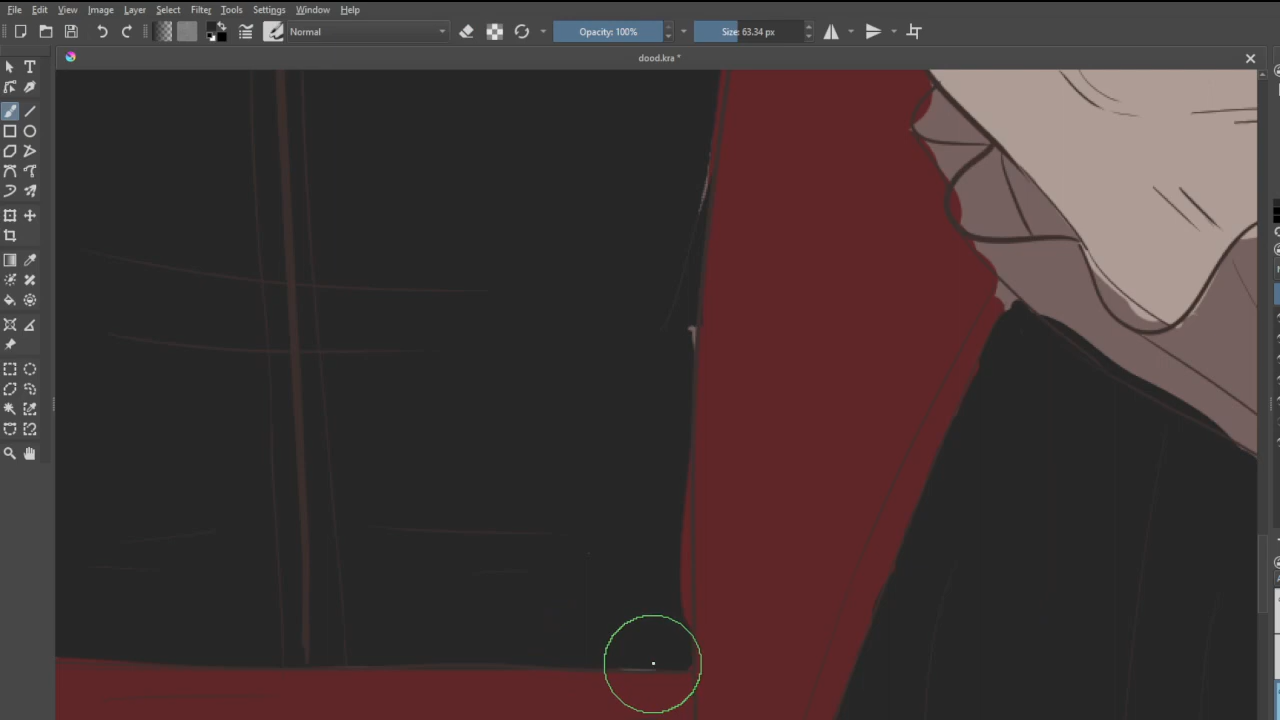 File Edit View Image Layer Select Filter Tools Settings Window Help
Normal Opacity: 100% Size: 63.34 px
dood.kra *